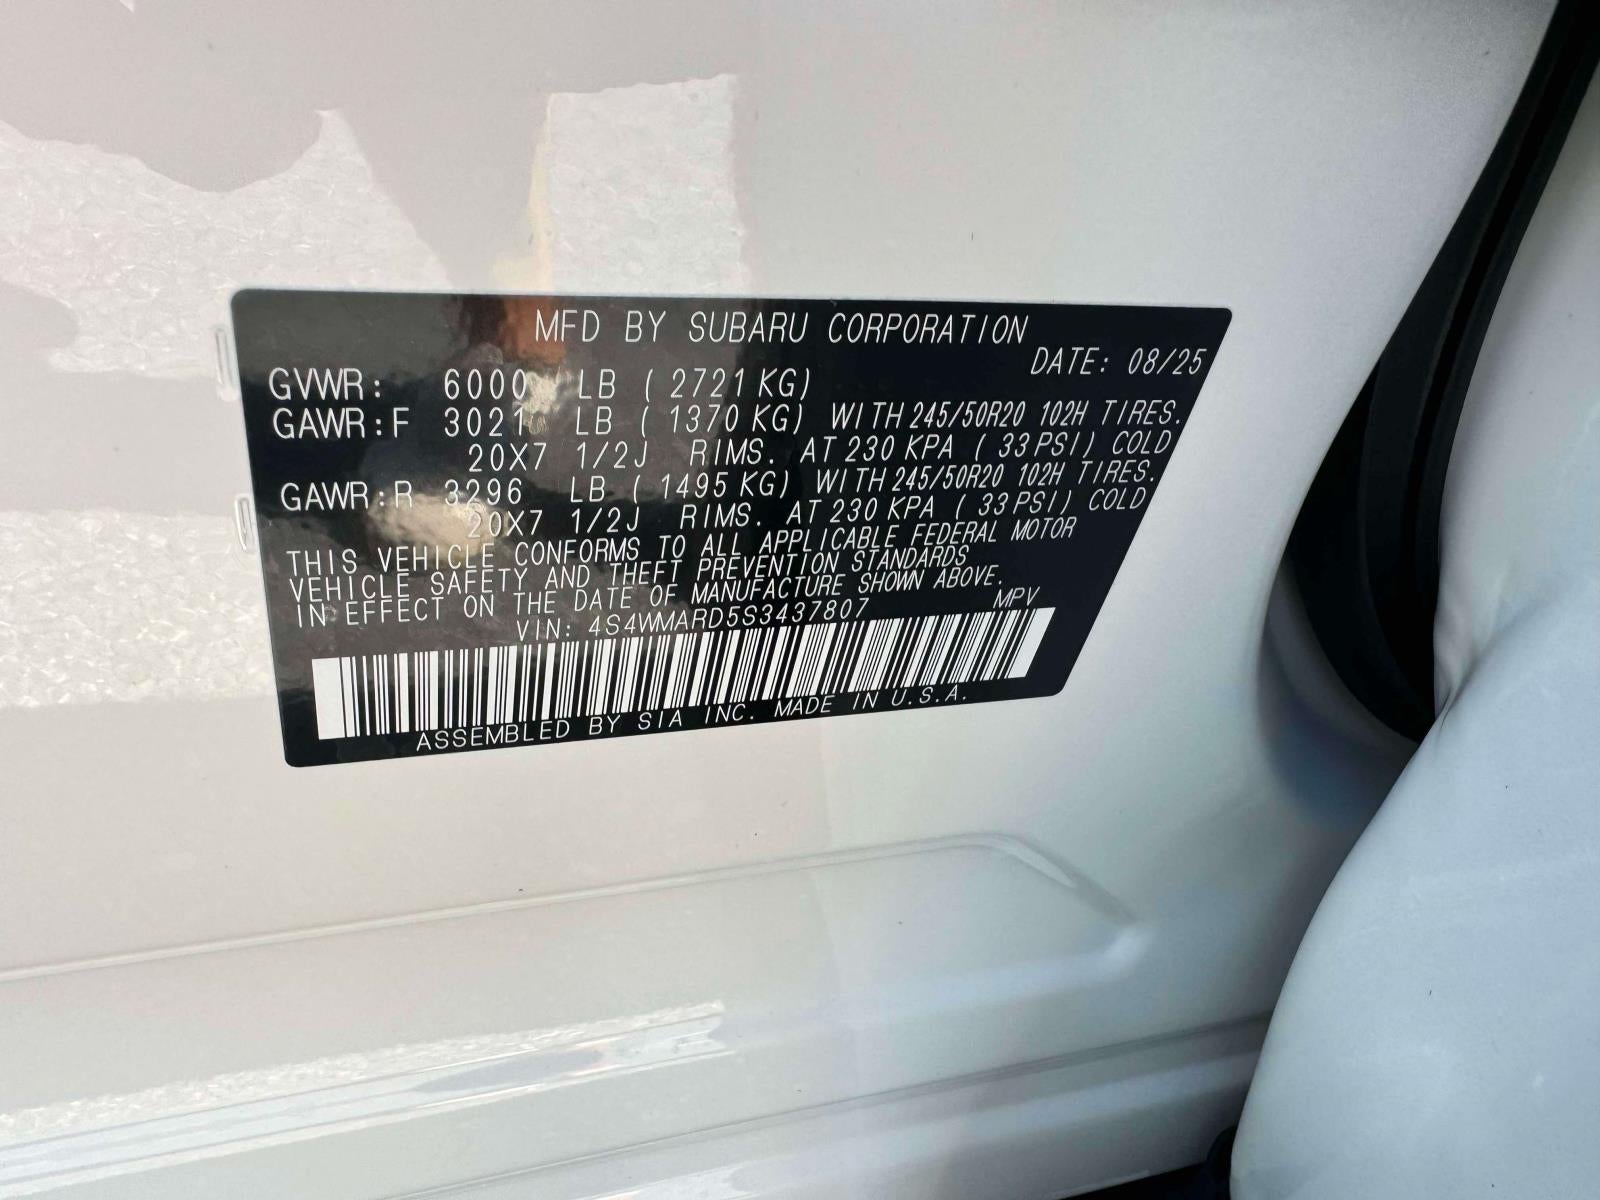 MFD BY SUBARU CORPORATION
DATE: 08/25
GVWR: 6000 LB ( 2721 KG)
GAWR:F 3021 LB ( 1370 KG) WITH 245/50R20 102H TIRES.
20X7 1/2J RIMS. AT 230 KPA ( 33 PSI) COLD
GAWR:R 3296 LB ( 1495 KG) WITH 245/50R20 102H TIRES.
20X7 1/2J RIMS. AT 230 KPA ( 33 PSI) COLD
THIS VEHICLE CONFORMS TO ALL APPLICABLE FEDERAL MOTOR
VEHICLE SAFETY AND THEFT PREVENTION STANDARDS
IN EFFECT ON THE DATE OF MANUFACTURE SHOWN ABOVE.
VIN: 4S4WMARD5S3437807 MPV
ASSEMBLED BY SIA INC. MADE IN U.S.A.